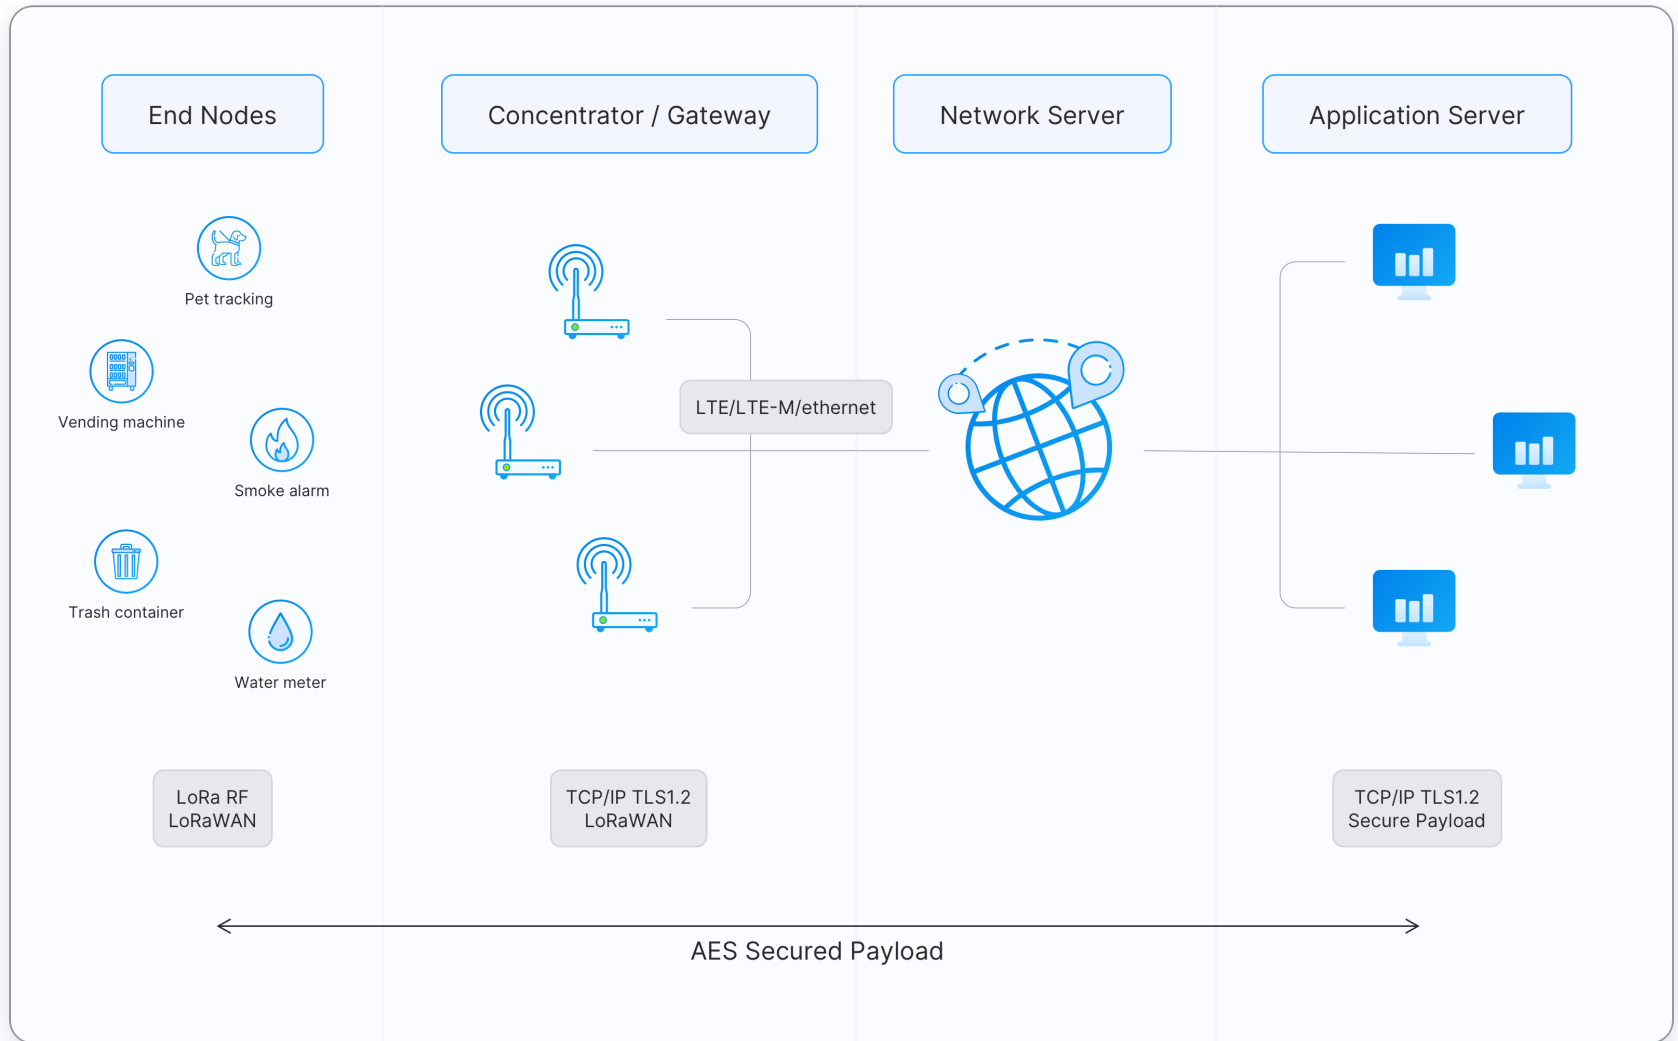 End Nodes
Concentrator / Gateway
Network Server
Application Server
Pet tracking
Vending machine
Smoke alarm
Trash container
Water meter
LTE/LTE-M/ethernet
LoRa RF
LoRaWAN
TCP/IP TLS1.2
LoRaWAN
TCP/IP TLS1.2
Secure Payload
AES Secured Payload